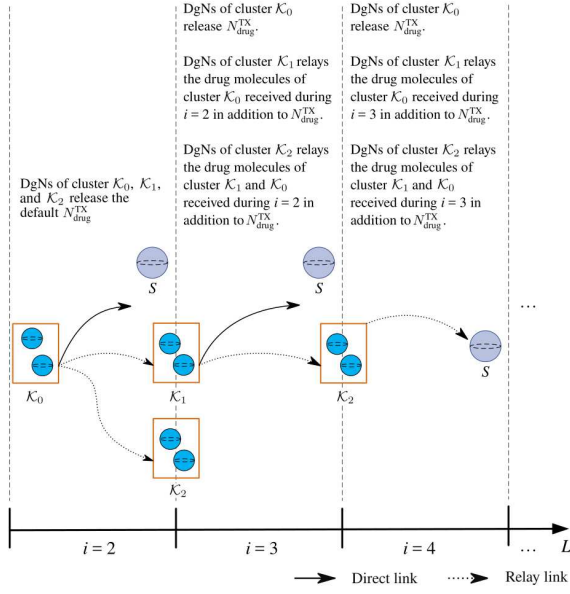 DgNs of cluster 𝒦₀, 𝒦₁,
and 𝒦₂ release the
default N_drug^TX
DgNs of cluster 𝒦₀
release N_drug^TX.
DgNs of cluster 𝒦₁ relays
the drug molecules of
cluster 𝒦₀ received during
i = 2 in addition to N_drug^TX.
DgNs of cluster 𝒦₂ relays
the drug molecules of
cluster 𝒦₁ and 𝒦₀
received during i = 2 in
addition to N_drug^TX.
DgNs of cluster 𝒦₀
release N_drug^TX.
DgNs of cluster 𝒦₁ relays
the drug molecules of
cluster 𝒦₀ received during
i = 3 in addition to N_drug^TX.
DgNs of cluster 𝒦₂ relays
the drug molecules of
cluster 𝒦₁ and 𝒦₀
received during i = 3 in
addition to N_drug^TX.
S
S
...
S
𝒦₀
𝒦₁
𝒦₂
𝒦₂
i = 2
i = 3
i = 4
... L
Direct link
Relay link